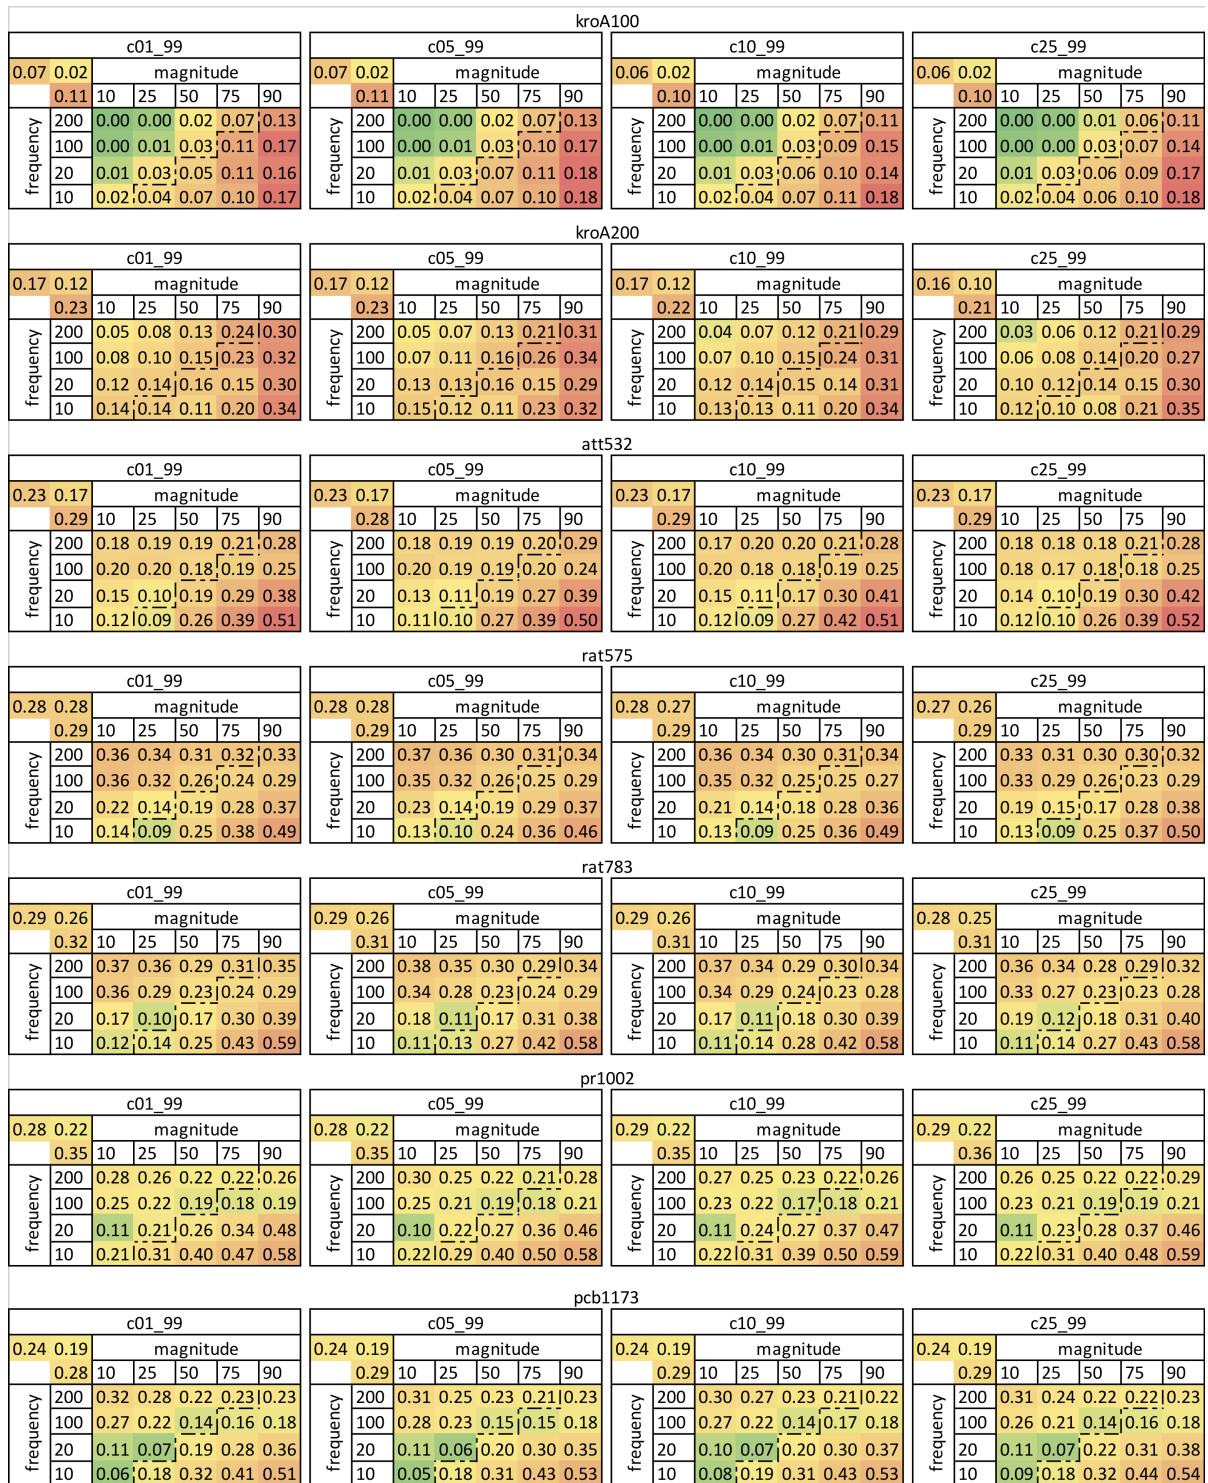 kroA100
c01_99 c05_99 c10_99 c25_99
0.07 0.02 magnitude 0.07 0.02 magnitude 0.06 0.02 magnitude 0.06 0.02 magnitude
0.11 10 25 50 75 90 0.11 10 25 50 75 90 0.10 10 25 50 75 90 0.10 10 25 50 75 90
frequency 200 0.00 0.00 0.02 0.07 0.13 frequency 200 0.00 0.00 0.02 0.07 0.13 frequency 200 0.00 0.00 0.02 0.07 0.11 frequency 200 0.00 0.00 0.01 0.06 0.11
100 0.00 0.01 0.03 0.11 0.17 100 0.00 0.01 0.03 0.10 0.17 100 0.00 0.01 0.03 0.09 0.15 100 0.00 0.00 0.03 0.07 0.14
20 0.01 0.03 0.05 0.11 0.16 20 0.01 0.03 0.07 0.11 0.18 20 0.01 0.03 0.06 0.10 0.14 20 0.01 0.03 0.06 0.09 0.17
10 0.02 0.04 0.07 0.10 0.17 10 0.02 0.04 0.07 0.10 0.18 10 0.02 0.04 0.07 0.11 0.18 10 0.02 0.04 0.06 0.10 0.18
kroA200
c01_99 c05_99 c10_99 c25_99
0.17 0.12 magnitude 0.17 0.12 magnitude 0.17 0.12 magnitude 0.16 0.10 magnitude
0.23 10 25 50 75 90 0.23 10 25 50 75 90 0.22 10 25 50 75 90 0.21 10 25 50 75 90
frequency 200 0.05 0.08 0.13 0.24 0.30 frequency 200 0.05 0.07 0.13 0.21 0.31 frequency 200 0.04 0.07 0.12 0.21 0.29 frequency 200 0.03 0.06 0.12 0.21 0.29
100 0.08 0.10 0.15 0.23 0.32 100 0.07 0.11 0.16 0.26 0.34 100 0.07 0.10 0.15 0.24 0.31 100 0.06 0.08 0.14 0.20 0.27
20 0.12 0.14 0.16 0.15 0.30 20 0.13 0.13 0.16 0.15 0.29 20 0.12 0.14 0.15 0.14 0.31 20 0.10 0.12 0.14 0.15 0.30
10 0.14 0.14 0.11 0.20 0.34 10 0.15 0.12 0.11 0.23 0.32 10 0.13 0.13 0.11 0.20 0.34 10 0.12 0.10 0.08 0.21 0.35
att532
c01_99 c05_99 c10_99 c25_99
0.23 0.17 magnitude 0.23 0.17 magnitude 0.23 0.17 magnitude 0.23 0.17 magnitude
0.29 10 25 50 75 90 0.28 10 25 50 75 90 0.29 10 25 50 75 90 0.29 10 25 50 75 90
frequency 200 0.18 0.19 0.19 0.21 0.28 frequency 200 0.18 0.19 0.19 0.20 0.29 frequency 200 0.17 0.20 0.20 0.21 0.28 frequency 200 0.18 0.18 0.18 0.21 0.28
100 0.20 0.20 0.18 0.19 0.25 100 0.20 0.19 0.19 0.20 0.24 100 0.20 0.18 0.18 0.19 0.25 100 0.18 0.17 0.18 0.18 0.25
20 0.15 0.10 0.19 0.29 0.38 20 0.13 0.11 0.19 0.27 0.39 20 0.15 0.11 0.17 0.30 0.41 20 0.14 0.10 0.19 0.30 0.42
10 0.12 0.09 0.26 0.39 0.51 10 0.11 0.10 0.27 0.39 0.50 10 0.12 0.09 0.27 0.42 0.51 10 0.12 0.10 0.26 0.39 0.52
rat575
c01_99 c05_99 c10_99 c25_99
0.28 0.28 magnitude 0.28 0.28 magnitude 0.28 0.27 magnitude 0.27 0.26 magnitude
0.29 10 25 50 75 90 0.29 10 25 50 75 90 0.29 10 25 50 75 90 0.29 10 25 50 75 90
frequency 200 0.36 0.34 0.31 0.32 0.33 frequency 200 0.37 0.36 0.30 0.31 0.34 frequency 200 0.36 0.34 0.30 0.31 0.34 frequency 200 0.33 0.31 0.30 0.30 0.32
100 0.36 0.32 0.26 0.24 0.29 100 0.35 0.32 0.26 0.25 0.29 100 0.35 0.32 0.25 0.25 0.27 100 0.33 0.29 0.26 0.23 0.29
20 0.22 0.14 0.19 0.28 0.37 20 0.23 0.14 0.19 0.29 0.37 20 0.21 0.14 0.18 0.28 0.36 20 0.19 0.15 0.17 0.28 0.38
10 0.14 0.09 0.25 0.38 0.49 10 0.13 0.10 0.24 0.36 0.46 10 0.13 0.09 0.25 0.36 0.49 10 0.13 0.09 0.25 0.37 0.50
rat783
c01_99 c05_99 c10_99 c25_99
0.29 0.26 magnitude 0.29 0.26 magnitude 0.29 0.26 magnitude 0.28 0.25 magnitude
0.32 10 25 50 75 90 0.31 10 25 50 75 90 0.31 10 25 50 75 90 0.31 10 25 50 75 90
frequency 200 0.37 0.36 0.29 0.31 0.35 frequency 200 0.38 0.35 0.30 0.29 0.34 frequency 200 0.37 0.34 0.29 0.30 0.34 frequency 200 0.36 0.34 0.28 0.29 0.32
100 0.36 0.29 0.23 0.24 0.29 100 0.34 0.28 0.23 0.24 0.29 100 0.34 0.29 0.24 0.23 0.28 100 0.33 0.27 0.23 0.23 0.28
20 0.17 0.10 0.17 0.30 0.39 20 0.18 0.11 0.17 0.31 0.38 20 0.17 0.11 0.18 0.30 0.39 20 0.19 0.12 0.18 0.31 0.40
10 0.12 0.14 0.25 0.43 0.59 10 0.11 0.13 0.27 0.42 0.58 10 0.11 0.14 0.28 0.42 0.58 10 0.11 0.14 0.27 0.43 0.58
pr1002
c01_99 c05_99 c10_99 c25_99
0.28 0.22 magnitude 0.28 0.22 magnitude 0.29 0.22 magnitude 0.29 0.22 magnitude
0.35 10 25 50 75 90 0.35 10 25 50 75 90 0.35 10 25 50 75 90 0.36 10 25 50 75 90
frequency 200 0.28 0.26 0.22 0.22 0.26 frequency 200 0.30 0.25 0.22 0.21 0.28 frequency 200 0.27 0.25 0.23 0.22 0.26 frequency 200 0.26 0.25 0.22 0.22 0.29
100 0.25 0.22 0.19 0.18 0.19 100 0.25 0.21 0.19 0.18 0.21 100 0.23 0.22 0.17 0.18 0.21 100 0.23 0.21 0.19 0.19 0.21
20 0.11 0.21 0.26 0.34 0.48 20 0.10 0.22 0.27 0.36 0.46 20 0.11 0.24 0.27 0.37 0.47 20 0.11 0.23 0.28 0.37 0.46
10 0.21 0.31 0.40 0.47 0.58 10 0.22 0.29 0.40 0.50 0.58 10 0.22 0.31 0.39 0.50 0.59 10 0.22 0.31 0.40 0.48 0.59
pcb1173
c01_99 c05_99 c10_99 c25_99
0.24 0.19 magnitude 0.24 0.19 magnitude 0.24 0.19 magnitude 0.24 0.19 magnitude
0.28 10 25 50 75 90 0.29 10 25 50 75 90 0.29 10 25 50 75 90 0.29 10 25 50 75 90
frequency 200 0.32 0.28 0.22 0.23 0.23 frequency 200 0.31 0.25 0.23 0.21 0.23 frequency 200 0.30 0.27 0.23 0.21 0.22 frequency 200 0.31 0.24 0.22 0.22 0.23
100 0.27 0.22 0.14 0.16 0.18 100 0.28 0.23 0.15 0.15 0.18 100 0.27 0.22 0.14 0.17 0.18 100 0.26 0.21 0.14 0.16 0.18
20 0.11 0.07 0.19 0.28 0.36 20 0.11 0.06 0.20 0.30 0.35 20 0.10 0.07 0.20 0.30 0.37 20 0.11 0.07 0.22 0.31 0.38
10 0.06 0.18 0.32 0.41 0.51 10 0.05 0.18 0.31 0.43 0.53 10 0.08 0.19 0.31 0.43 0.53 10 0.09 0.18 0.32 0.44 0.54